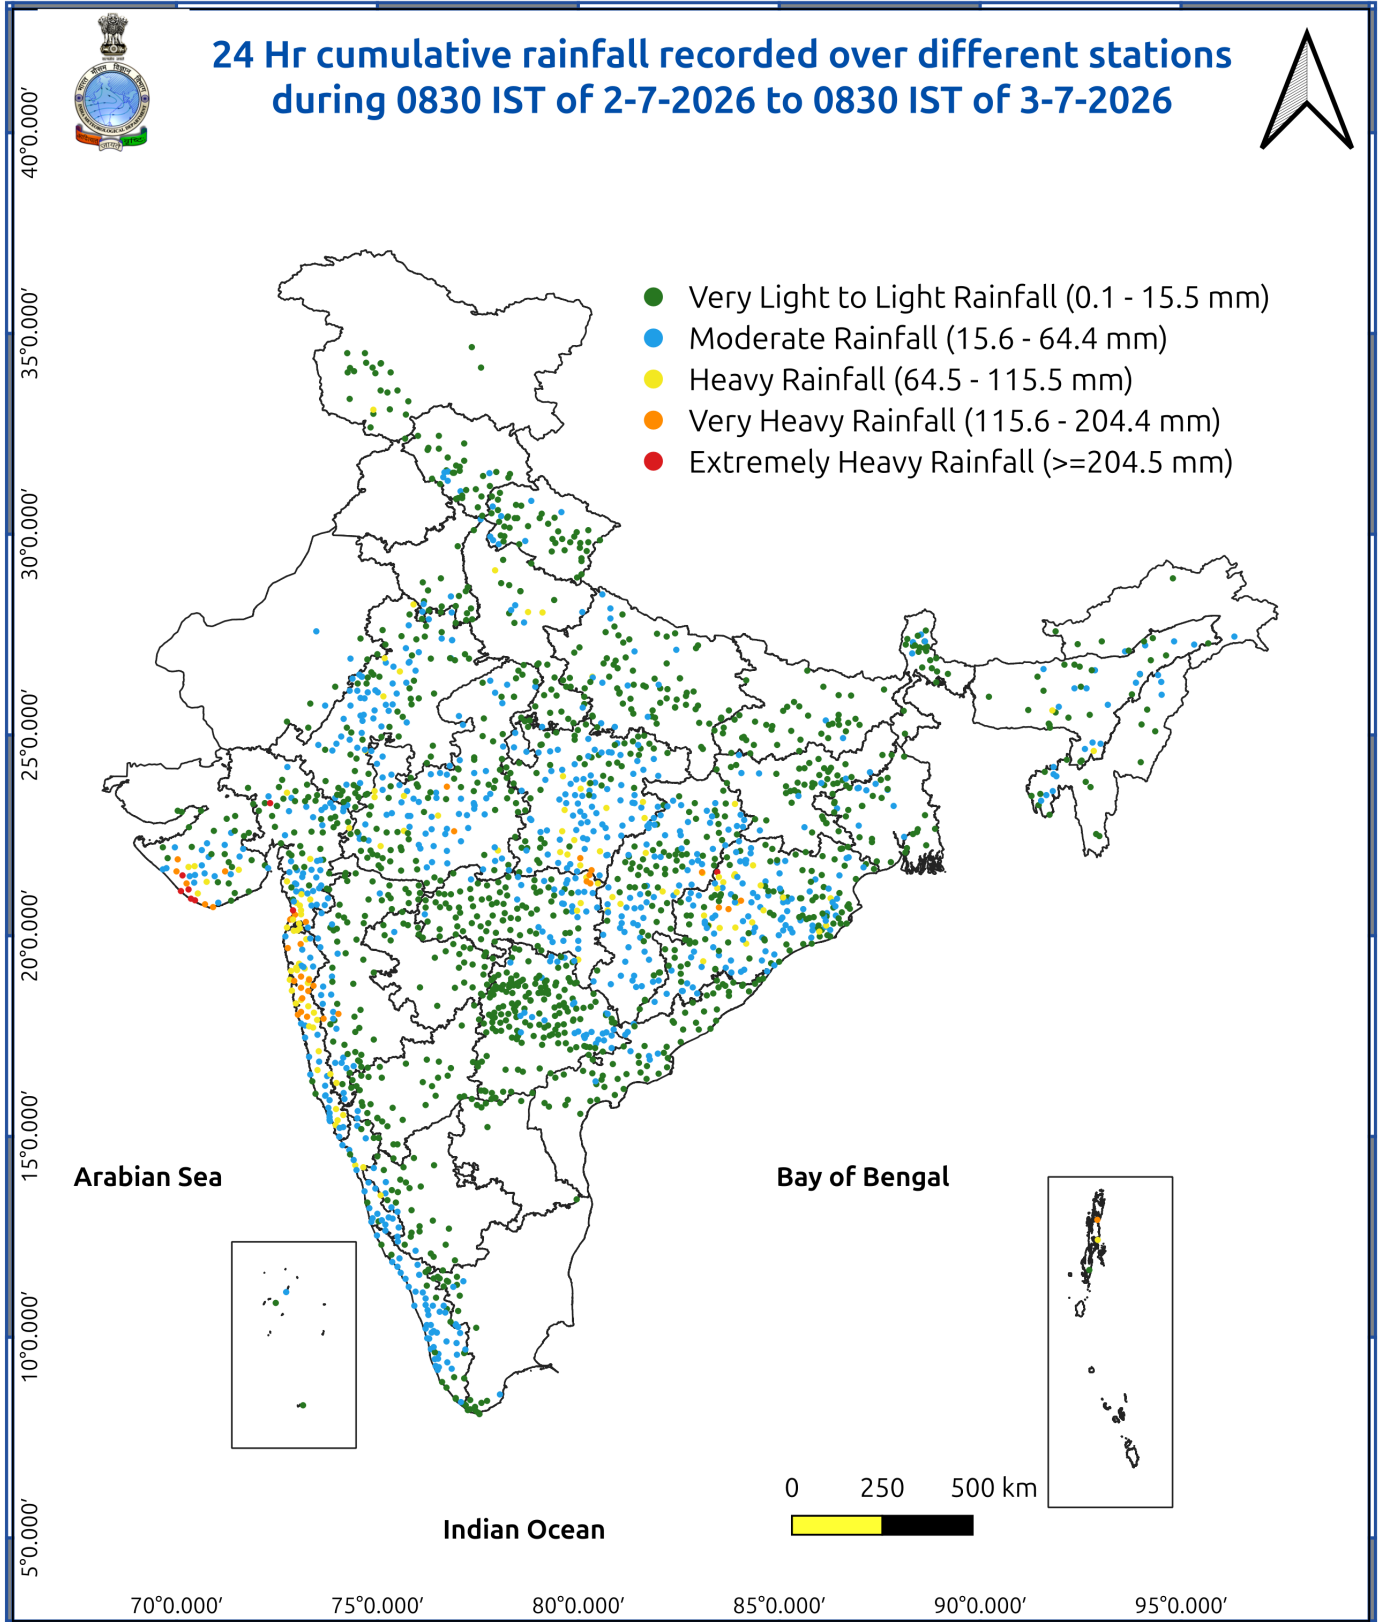 24 Hr cumulative rainfall recorded over different stations
during 0830 IST of 2-7-2026 to 0830 IST of 3-7-2026
Very Light to Light Rainfall (0.1 - 15.5 mm)
Moderate Rainfall (15.6 - 64.4 mm)
Heavy Rainfall (64.5 - 115.5 mm)
Very Heavy Rainfall (115.6 - 204.4 mm)
Extremely Heavy Rainfall (>=204.5 mm)
40°0.000′
35°0.000′
30°0.000′
25°0.000′
20°0.000′
15°0.000′
10°0.000′
5°0.000′
Arabian Sea
Bay of Bengal
Indian Ocean
0 250 500 km
70°0.000′ 75°0.000′ 80°0.000′ 85°0.000′ 90°0.000′ 95°0.000′